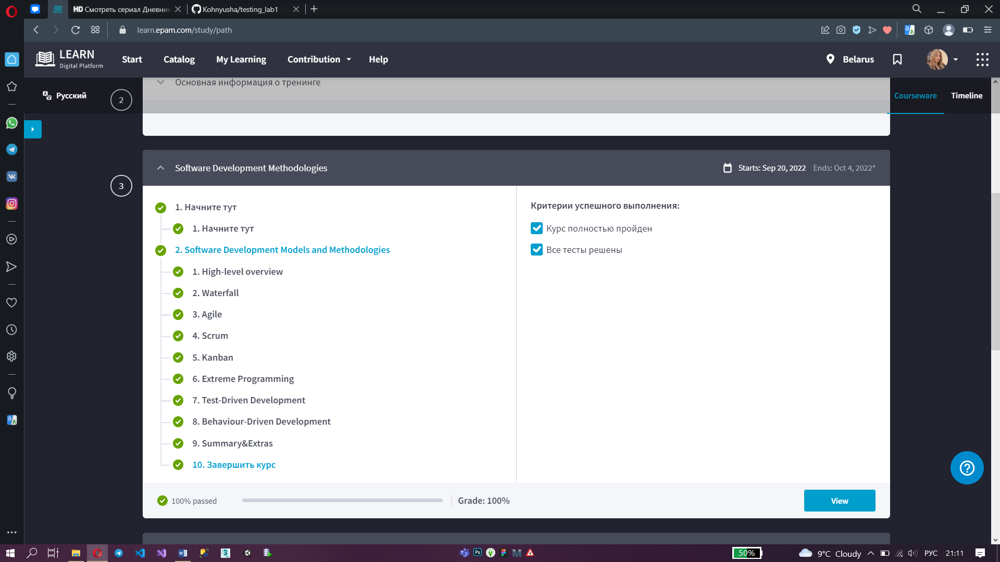 HD Смотреть сериал Дневник
Kohnyusha/testing_lab1
learn.epam.com/study/path
LEARN
Digital Platform
Start
Catalog
My Learning
Contribution
Help
Belarus
Русский
2
Основная информация о тренинге
Courseware
Timeline
3
Software Development Methodologies
Starts: Sep 20, 2022
Ends: Oct 4, 2022*
1. Начните тут
1. Начните тут
2. Software Development Models and Methodologies
1. High-level overview
2. Waterfall
3. Agile
4. Scrum
5. Kanban
6. Extreme Programming
7. Test-Driven Development
8. Behaviour-Driven Development
9. Summary&Extras
10. Завершить курс
Критерии успешного выполнения:
Курс полностью пройден
Все тесты решены
100% passed
Grade: 100%
View
50%
9°C Cloudy
РУС
21:11